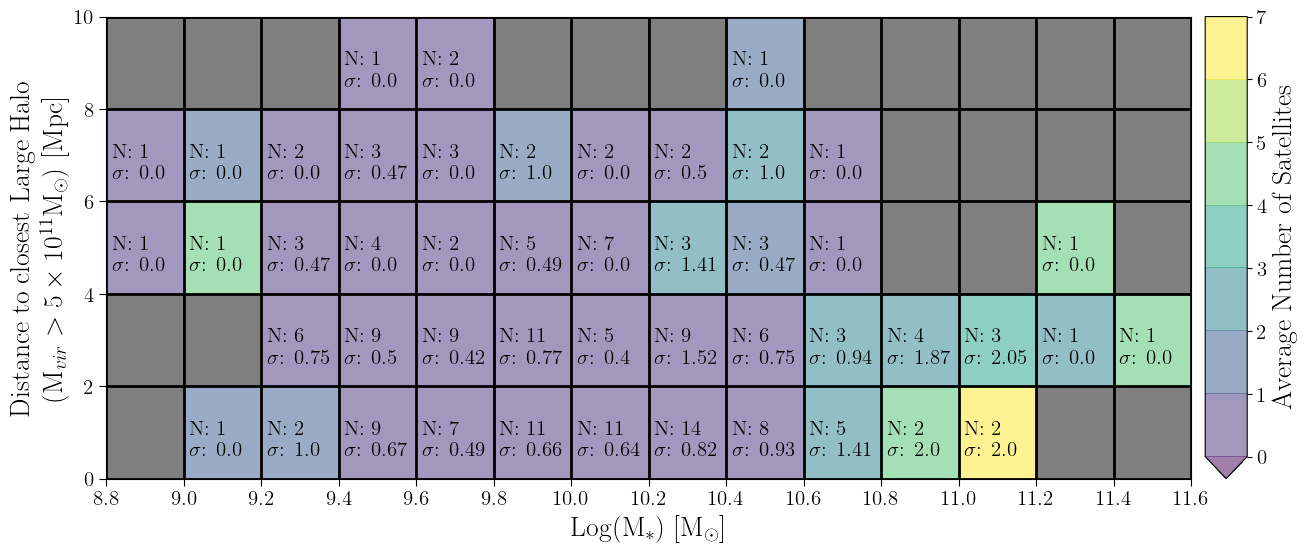 10
N: 1
σ: 0.0
N: 2
σ: 0.0
N: 1
σ: 0.0
8
N: 1
σ: 0.0
N: 1
σ: 0.0
N: 2
σ: 0.0
N: 3
σ: 0.47
N: 3
σ: 0.0
N: 2
σ: 1.0
N: 2
σ: 0.0
N: 2
σ: 0.5
N: 2
σ: 1.0
N: 1
σ: 0.0
6
N: 1
σ: 0.0
N: 1
σ: 0.0
N: 3
σ: 0.47
N: 4
σ: 0.0
N: 2
σ: 0.0
N: 5
σ: 0.49
N: 7
σ: 0.0
N: 3
σ: 1.41
N: 3
σ: 0.47
N: 1
σ: 0.0
N: 1
σ: 0.0
4
N: 6
σ: 0.75
N: 9
σ: 0.5
N: 9
σ: 0.42
N: 11
σ: 0.77
N: 5
σ: 0.4
N: 9
σ: 1.52
N: 6
σ: 0.75
N: 3
σ: 0.94
N: 4
σ: 1.87
N: 3
σ: 2.05
N: 1
σ: 0.0
N: 1
σ: 0.0
2
N: 1
σ: 0.0
N: 2
σ: 1.0
N: 9
σ: 0.67
N: 7
σ: 0.49
N: 11
σ: 0.66
N: 11
σ: 0.64
N: 14
σ: 0.82
N: 8
σ: 0.93
N: 5
σ: 1.41
N: 2
σ: 2.0
N: 2
σ: 2.0
0
8.8 9.0 9.2 9.4 9.6 9.8 10.0 10.2 10.4 10.6 10.8 11.0 11.2 11.4 11.6
Log(M$_*$) [M$_☉$]
Distance to closest Large Halo
(M$_{vir}$ > 5 × 10$^{11}$M$_☉$) [Mpc]
7
6
5
4
3
2
1
0
Average Number of Satellites